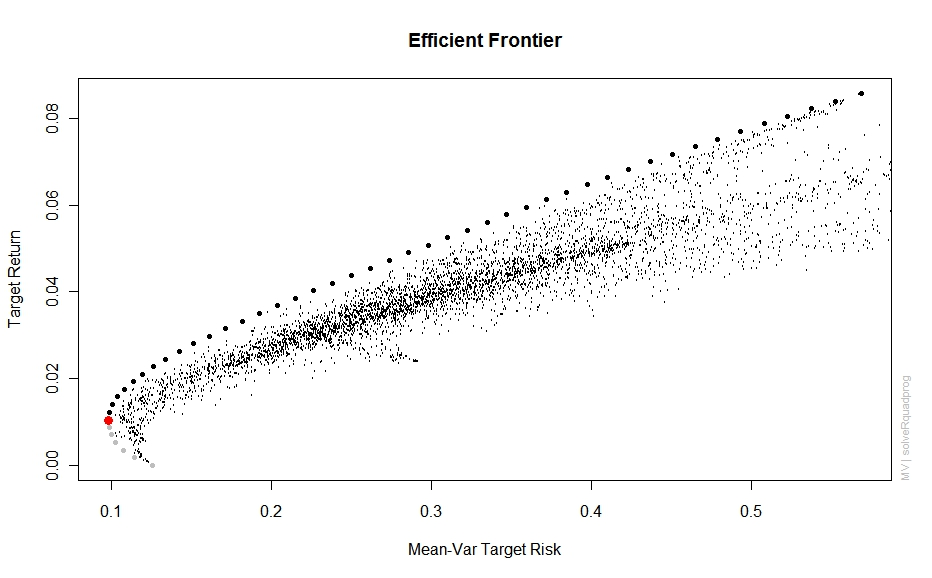 Efficient Frontier
Target Return
0.00
0.02
0.04
0.06
0.08
0.1
0.2
0.3
0.4
0.5
Mean-Var Target Risk
MV | solveRquadprog